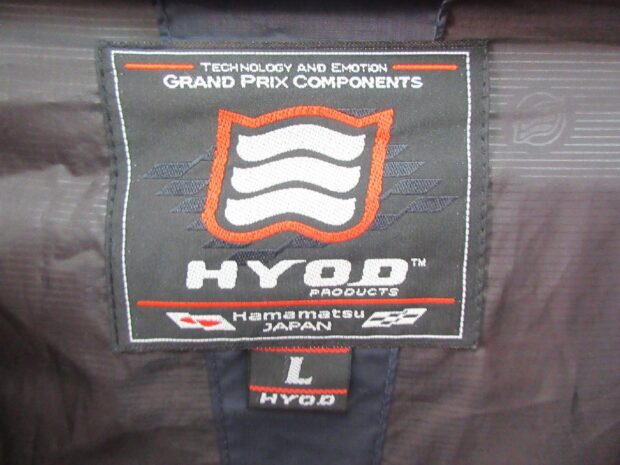 TECHNOLOGY AND EMOTION
GRAND PRIX COMPONENTS
HYOD™
PRODUCTS
Hamamatsu
JAPAN
L
HYOD